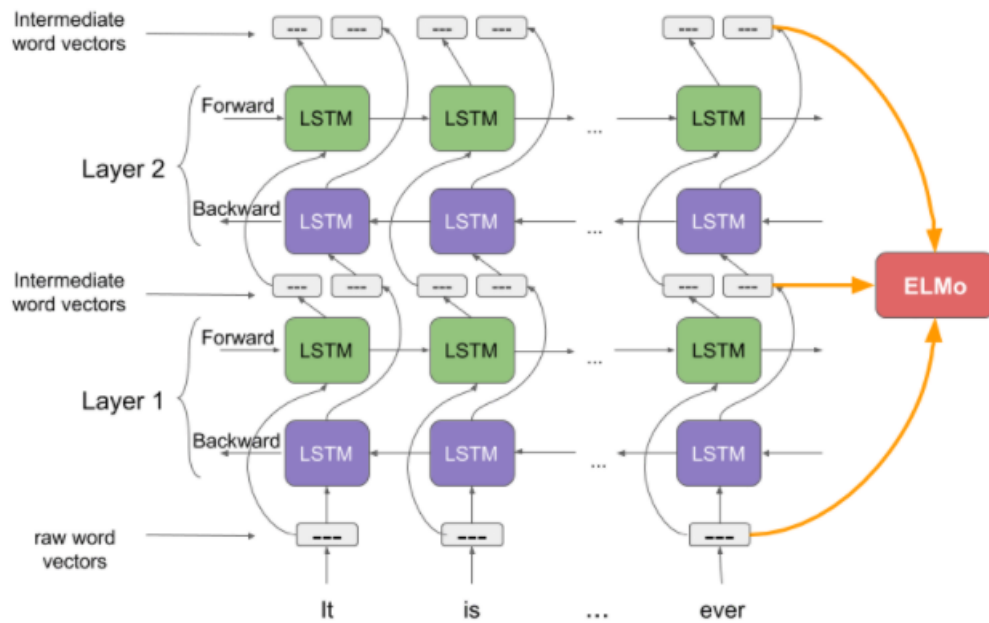 Intermediate
word vectors
--- --- --- --- --- ---
Forward
LSTM LSTM ... LSTM
Layer 2
Backward
LSTM LSTM ... LSTM
Intermediate
word vectors
--- --- --- --- --- ---
ELMo
Forward
LSTM LSTM ... LSTM
Layer 1
Backward
LSTM LSTM ... LSTM
raw word
vectors
--- --- ---
It is ... ever